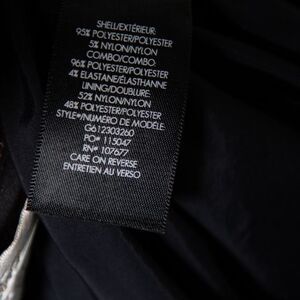 SHELL/EXTÉRIEUR:
95% POLYESTER/POLYESTER
5% NYLON/NYLON
COMBO/COMBO
96% POLYESTER/POLYESTER
4% ELASTANE/ÉLASTHANNE
LINING/DOUBLURE:
52% NYLON/NYLON
48% POLYESTER/POLYESTER
STYLE#/NUMÉRO DE MODÈLE:
G612303260
PO# 115047
RN# 107677
CARE ON REVERSE
ENTRETIEN AU VERSO